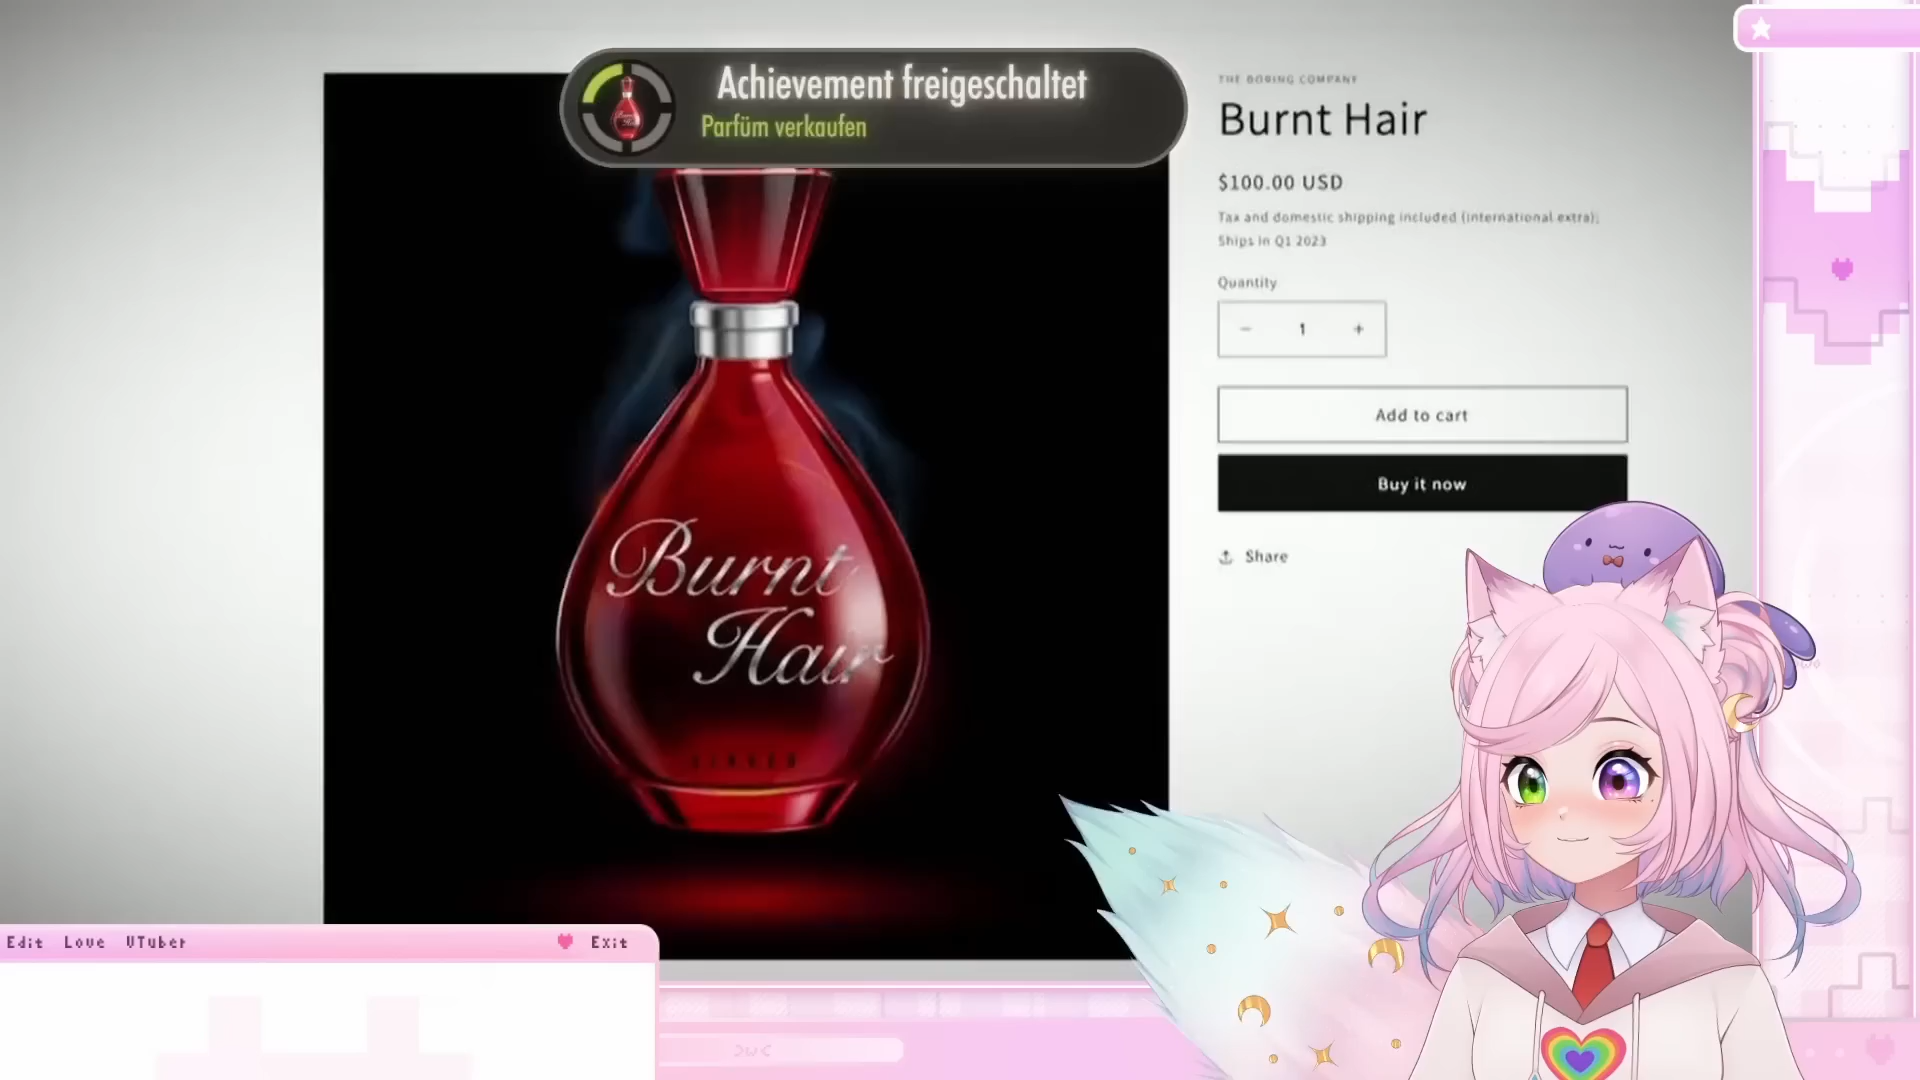 Achievement freigeschaltet
Parfüm verkaufen
THE BORING COMPANY
Burnt Hair
$100.00 USD
Tax and domestic shipping included (international extra);
Ships in Q1 2023
Quantity
− 1 +
Add to cart
Buy it now
Share
Burnt
Hair
Edit Love VTuber Exit